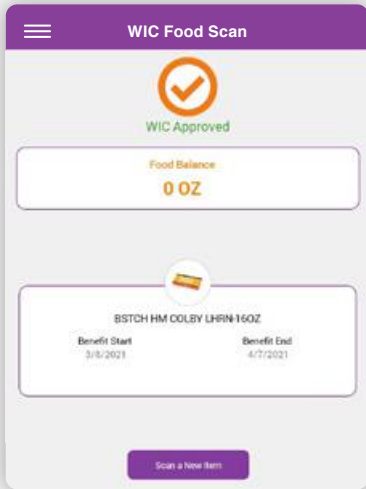 WIC Food Scan
WIC Approved
Food Balance
0 OZ
BSTCH HM COLBY LHRN-16OZ
Benefit Start Benefit End
3/8/2021 4/7/2021
Scan a New Item